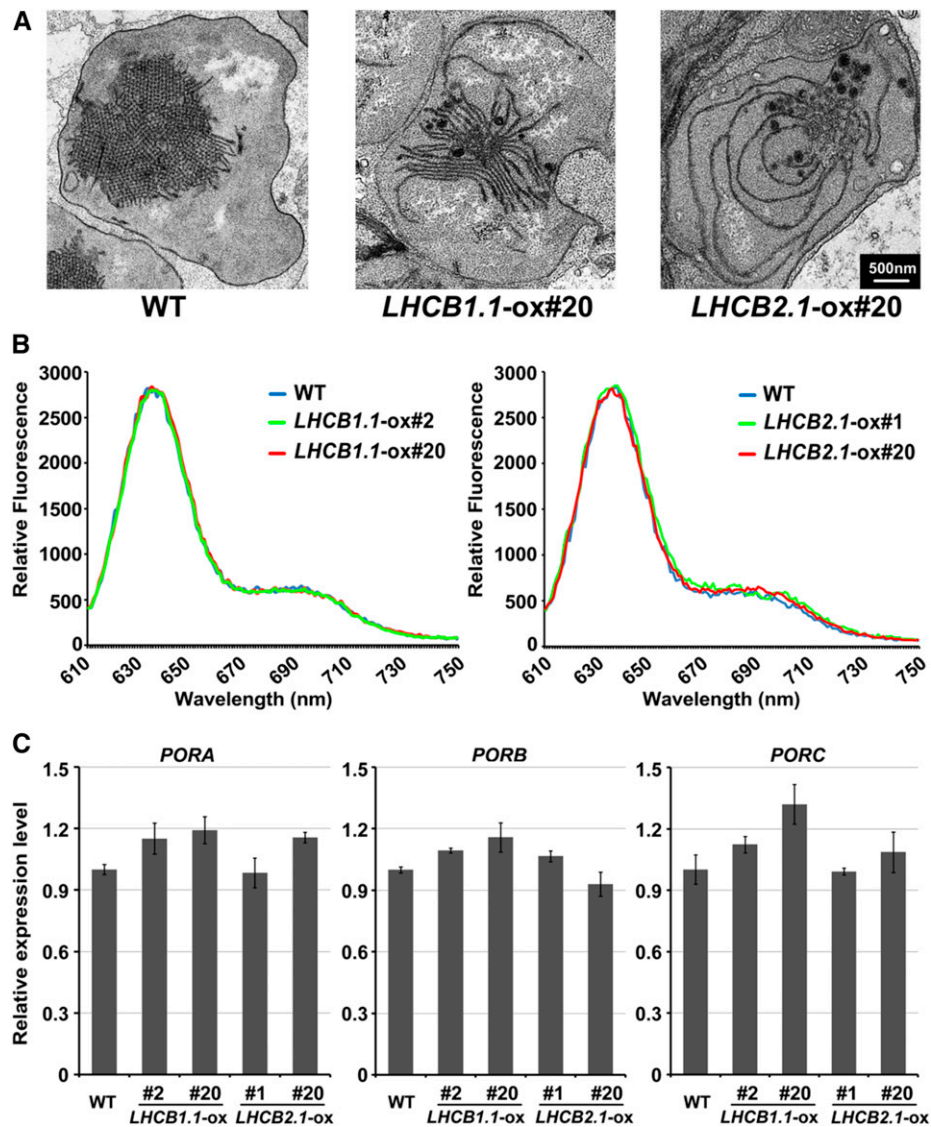 A
WT
LHCB1.1-ox#20
LHCB2.1-ox#20
500nm
B
3000
2500
2000
1500
1000
500
0
Relative Fluorescence
WT
LHCB1.1-ox#2
LHCB1.1-ox#20
610
630
650
670
690
710
730
750
Wavelength (nm)
3000
2500
2000
1500
1000
500
0
Relative Fluorescence
WT
LHCB2.1-ox#1
LHCB2.1-ox#20
610
630
650
670
690
710
730
750
Wavelength (nm)
C
PORA
1.5
1.2
0.9
0.6
0.3
0
Relative expression level
WT
#2 #20 #1 #20
LHCB1.1-ox LHCB2.1-ox
PORB
1.5
1.2
0.9
0.6
0.3
0
WT
#2 #20 #1 #20
LHCB1.1-ox LHCB2.1-ox
PORC
1.5
1.2
0.9
0.6
0.3
0
WT
#2 #20 #1 #20
LHCB1.1-ox LHCB2.1-ox